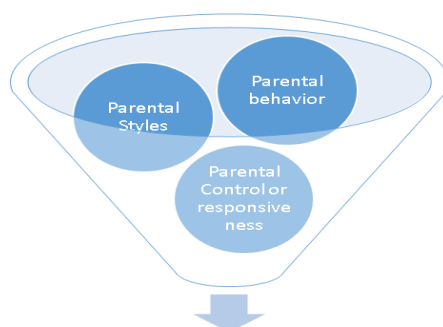 Parental
behavior
Parental
Styles
Parental
Control or
responsive
ness